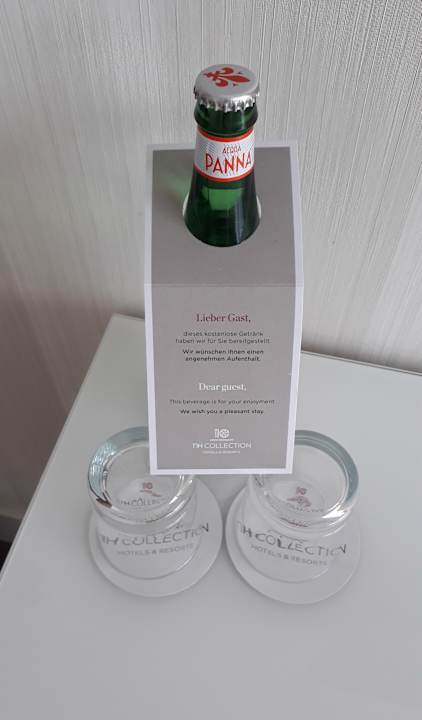 ACQUA
PANNA
Lieber Gast,
dieses kostenlose Getränk
haben wir für Sie bereitgestellt.
Wir wünschen Ihnen einen
angenehmen Aufenthalt.
Dear guest,
This beverage is for your enjoyment.
We wish you a pleasant stay.
10
NH COLLECTION
HOTELS & RESORTS
NH COLLECTION
HOTELS & RESORTS
NH COLLECTION
HOTELS & RESORTS